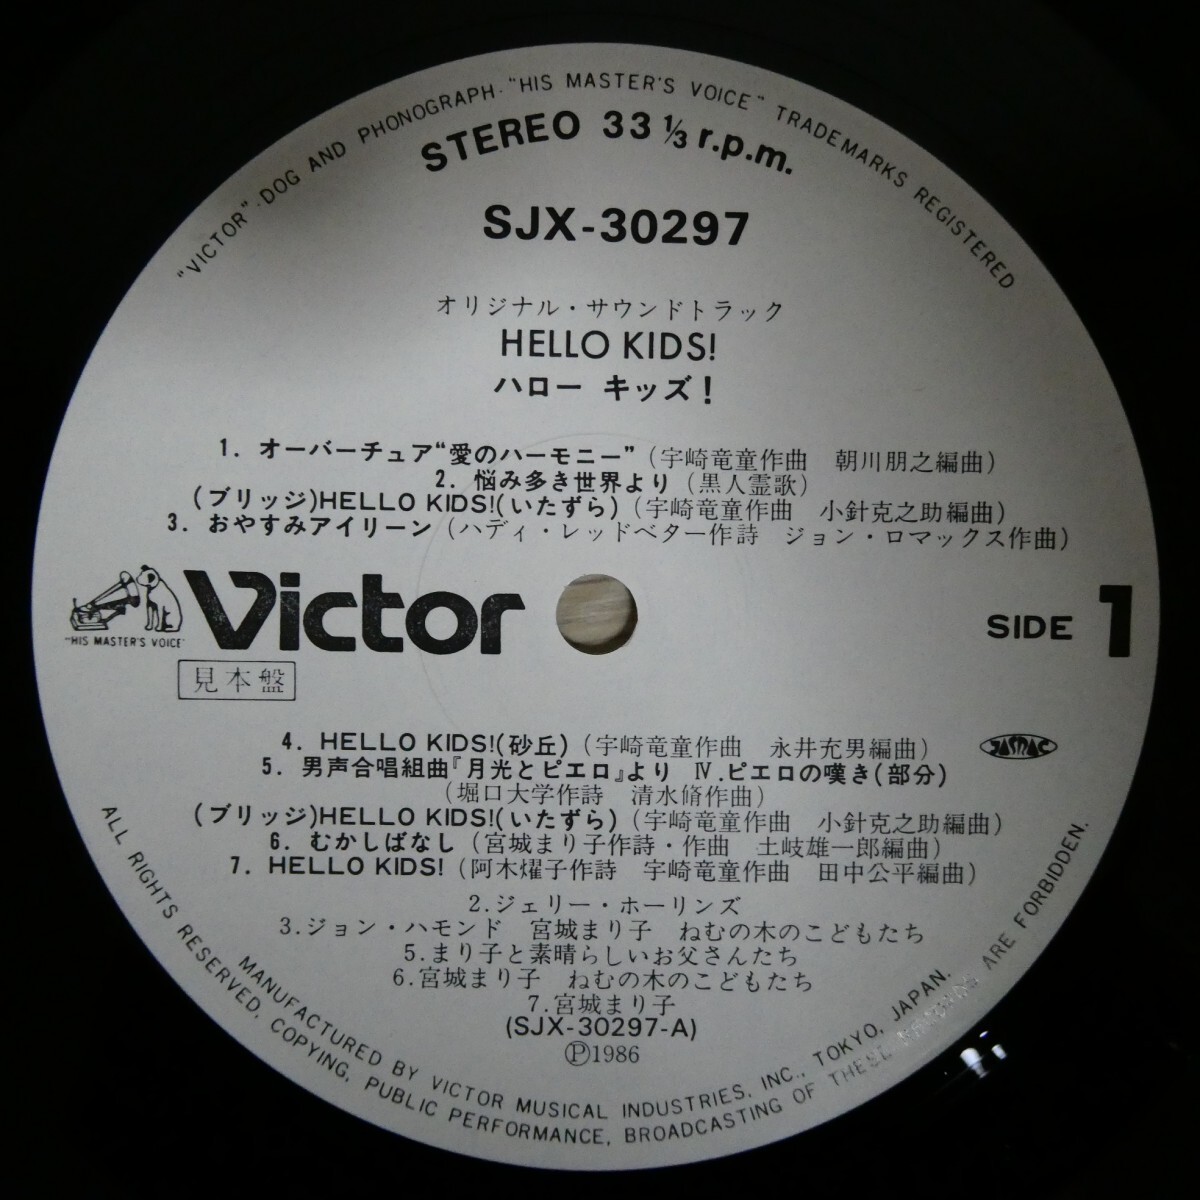 "VICTOR"-DOG AND PHONOGRAPH-"HIS MASTER'S VOICE" TRADEMARKS REGISTERED
STEREO 33 1/3 r.p.m.
SJX-30297
オリジナル・サウンドトラック
HELLO KIDS!
ハロー キッズ!
1. オーバーチュア“愛のハーモニー”(宇崎竜童作曲 朝川朋之編曲)
2. 悩み多き世界より(黒人霊歌)
(ブリッジ)HELLO KIDS!(いたずら)(宇崎竜童作曲 小針克之助編曲)
3. おやすみアイリーン(ハディ・レッドベター作詩 ジョン・ロマックス作曲)
Victor
"HIS MASTER'S VOICE"
見本盤
SIDE 1
4. HELLO KIDS!(砂丘)(宇崎竜童作曲 永井充男編曲)
JASRAC
5. 男声合唱組曲『月光とピエロ』より Ⅳ.ピエロの嘆き(部分)
(堀口大学作詩 清水脩作曲)
(ブリッジ)HELLO KIDS!(いたずら)(宇崎竜童作曲 小針克之助編曲)
6. むかしばなし(宮城まり子作詩・作曲 土岐雄一郎編曲)
7. HELLO KIDS!(阿木燿子作詩 宇崎竜童作曲 田中公平編曲)
2.ジェリー・ホーリンズ
3.ジョン・ハモンド 宮城まり子 ねむの木のこどもたち
5.まり子と素晴らしいお父さんたち
6.宮城まり子 ねむの木のこどもたち
7.宮城まり子
(SJX-30297-A)
Ⓟ1986
MANUFACTURED BY VICTOR MUSICAL INDUSTRIES, INC., TOKYO, JAPAN.
ALL RIGHTS RESERVED, COPYING, PUBLIC PERFORMANCE, BROADCASTING OF THESE RECORDS ARE FORBIDDEN.